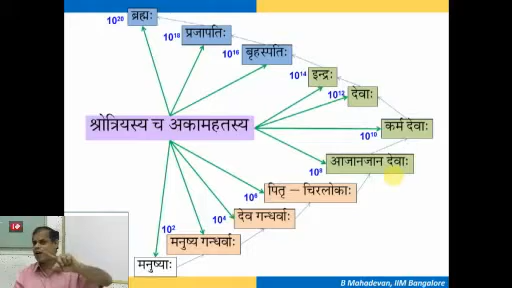 10²⁰ ब्रह्मः
10¹⁸ प्रजापतिः
10¹⁶ बृहस्पतिः
10¹⁴ इन्द्रः
10¹² देवाः
श्रोत्रियस्य च अकामहतस्य
10¹⁰ कर्म देवाः
10⁸ आजानजान देवाः
10⁶ पितृ – चिरलोकाः
10⁴ देव गन्धर्वाः
10² मनुष्य गन्धर्वाः
मनुष्याः
B Mahadevan, IIM Bangalore